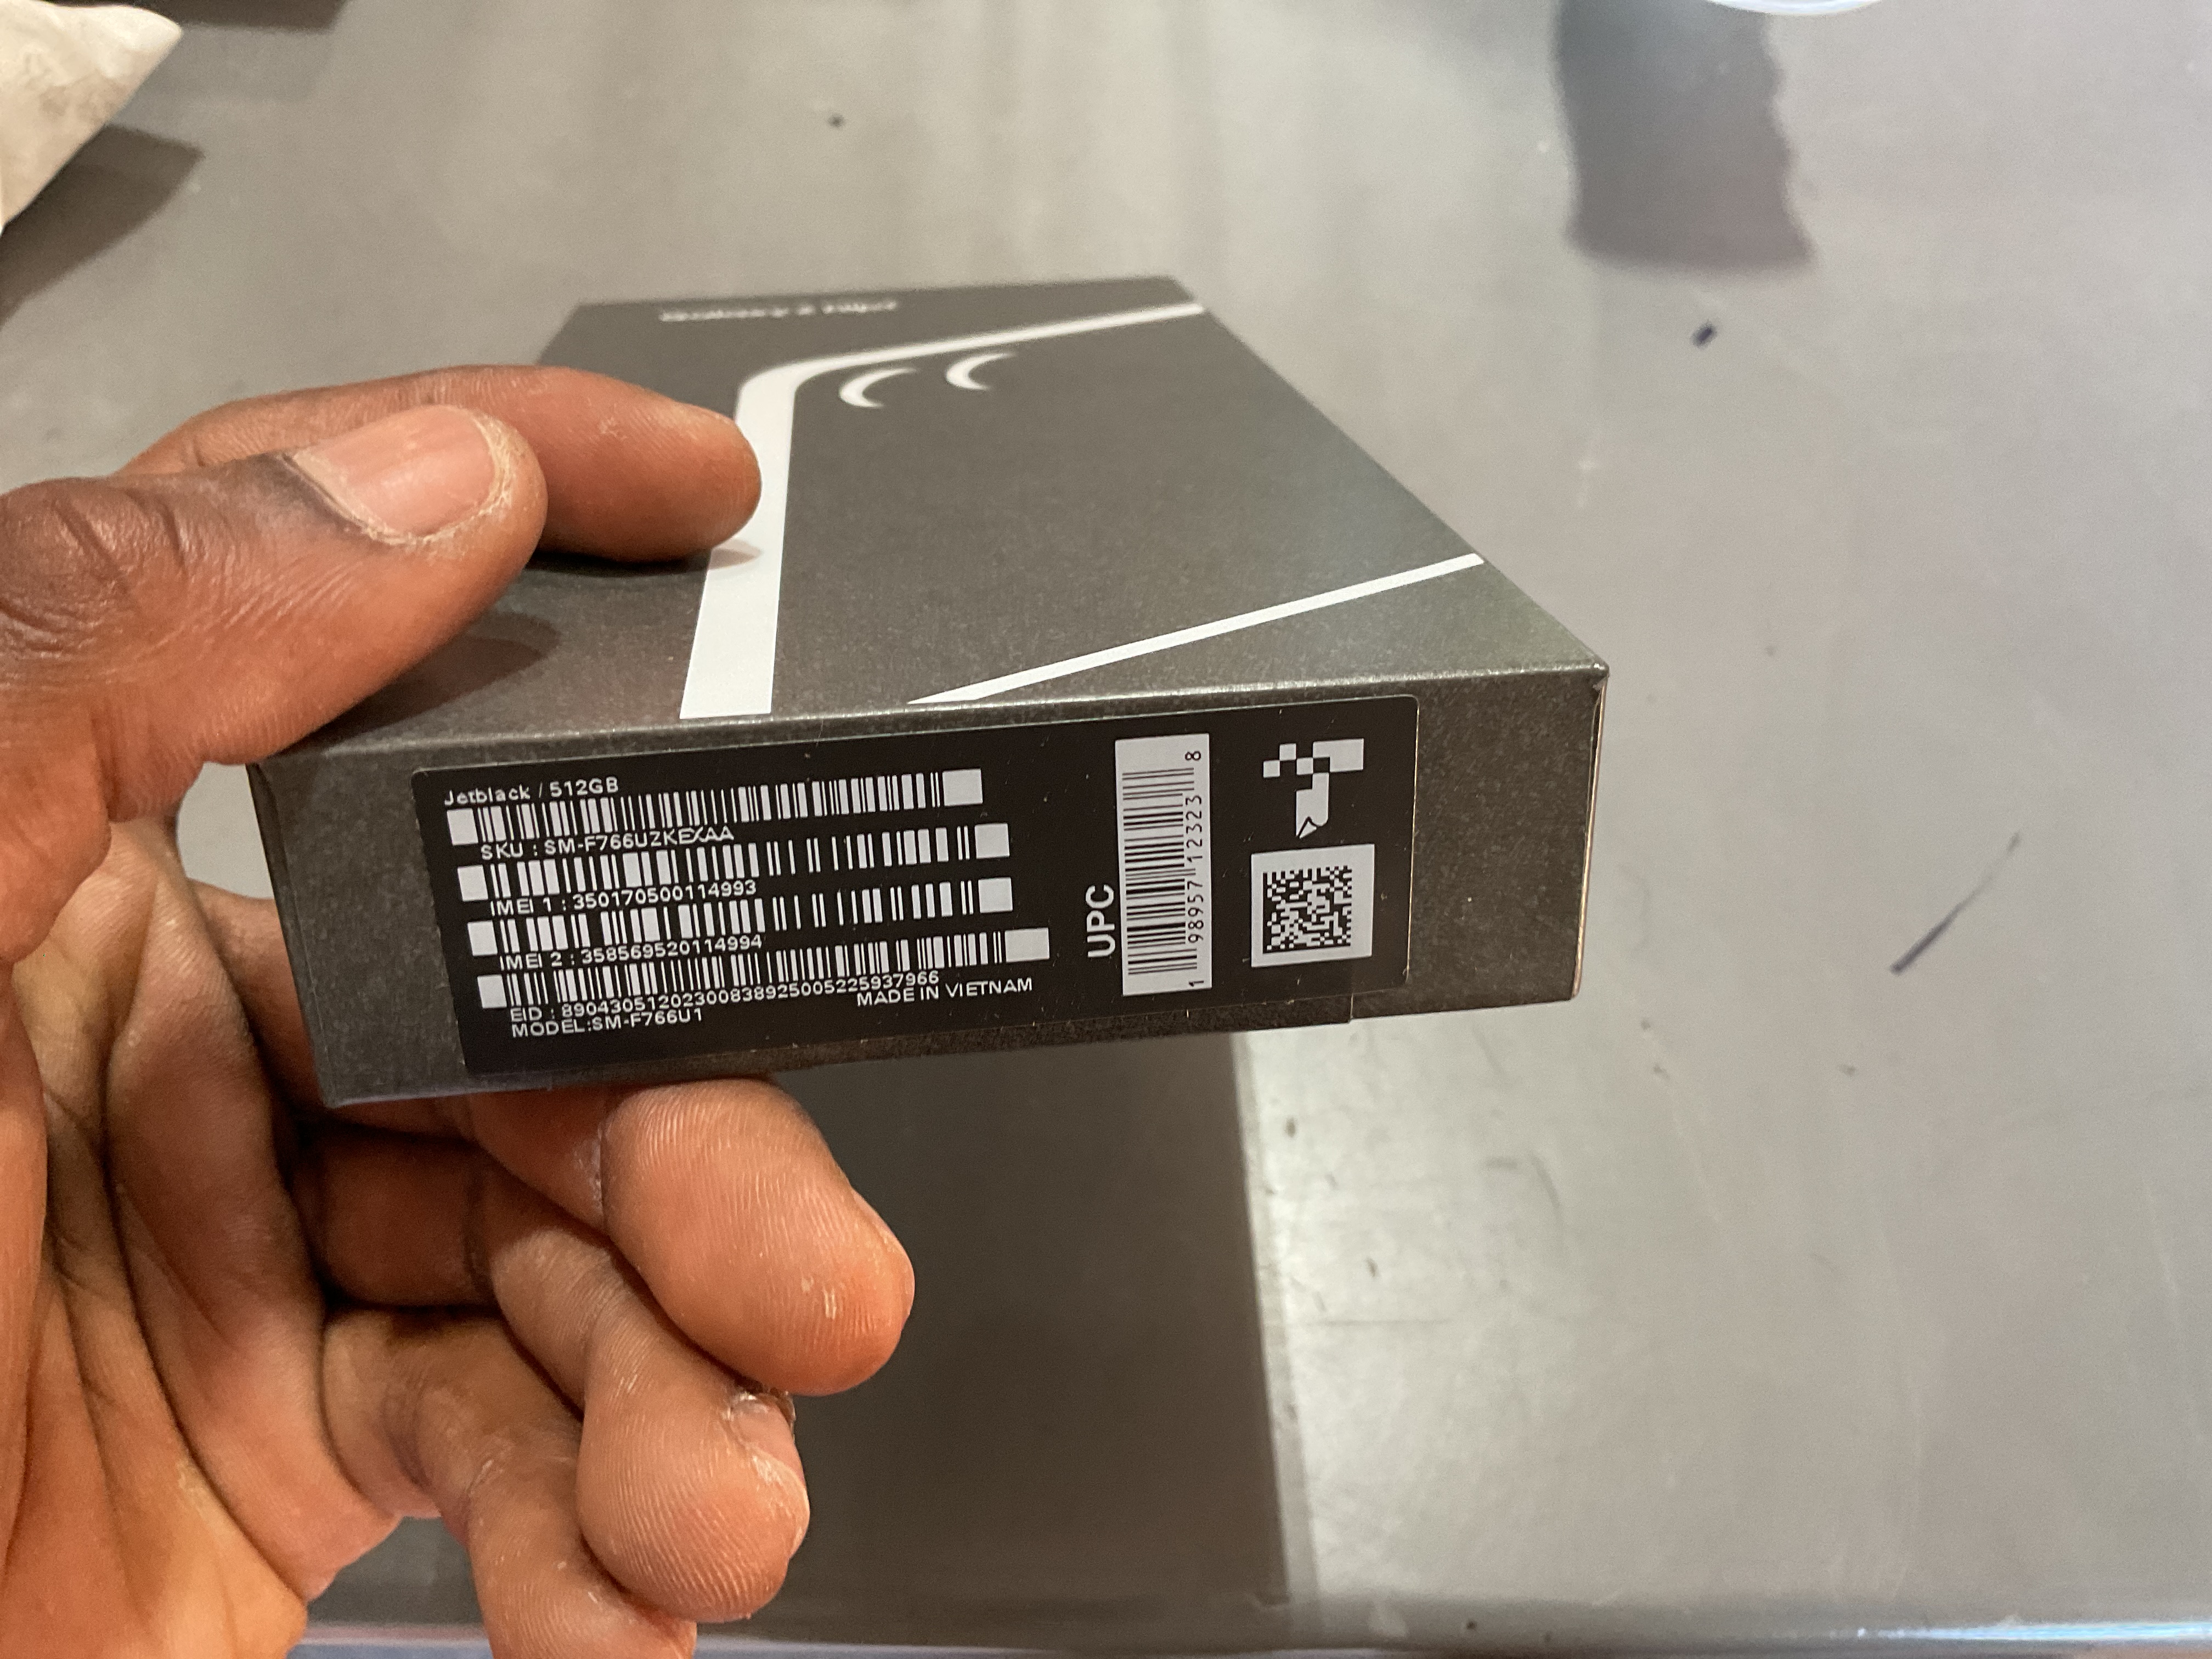 Jetblack / 512GB
SKU : SM-F766UZKEXAA
IMEI 1 : 350170500114993
IMEI 2 : 358569520114994
EID : 89043051202300838925005225937966
MADE IN VIETNAM
MODEL:SM-F766U1
UPC
1 98957 12323 8